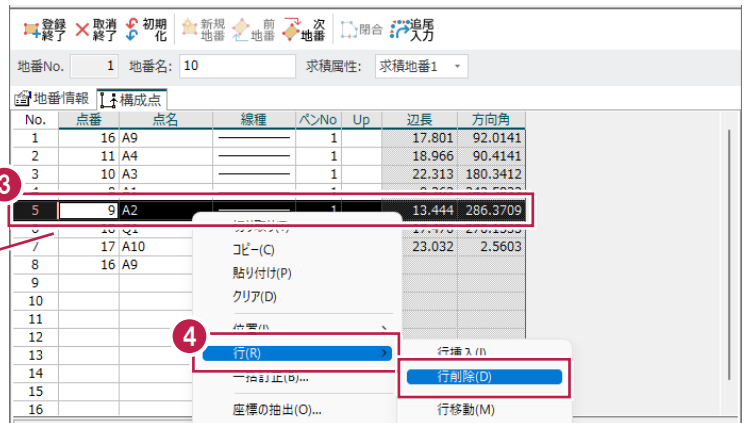 登録終了 取消終了 初期化 新規地番 前地番 次地番 閉合 追尾入力
地番No. 1 地番名: 10 求積属性: 求積地番1
地番情報 構成点
No. 点番 点名 線種 ペンNo Up 辺長 方向角
1 16 A9 1 17.801 92.0141
2 11 A4 1 18.966 90.4141
3 10 A3 1 22.313 180.3412
3
5 9 A2 1 13.444 286.3709
7 17 A10 23.032 2.5603
コピー(C)
8 16 A9
貼り付け(P)
9
クリア(D)
10
11
12
4
13 行(R) 行挿入(I)
14
行削除(D)
15
16 座標の抽出(O)... 行移動(M)